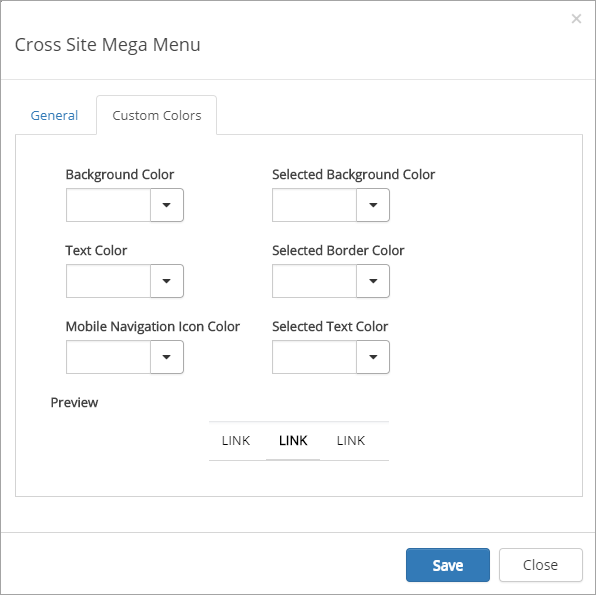 ×
Cross Site Mega Menu
General Custom Colors
Background Color Selected Background Color
Text Color Selected Border Color
Mobile Navigation Icon Color Selected Text Color
Preview
LINK LINK LINK
Save Close